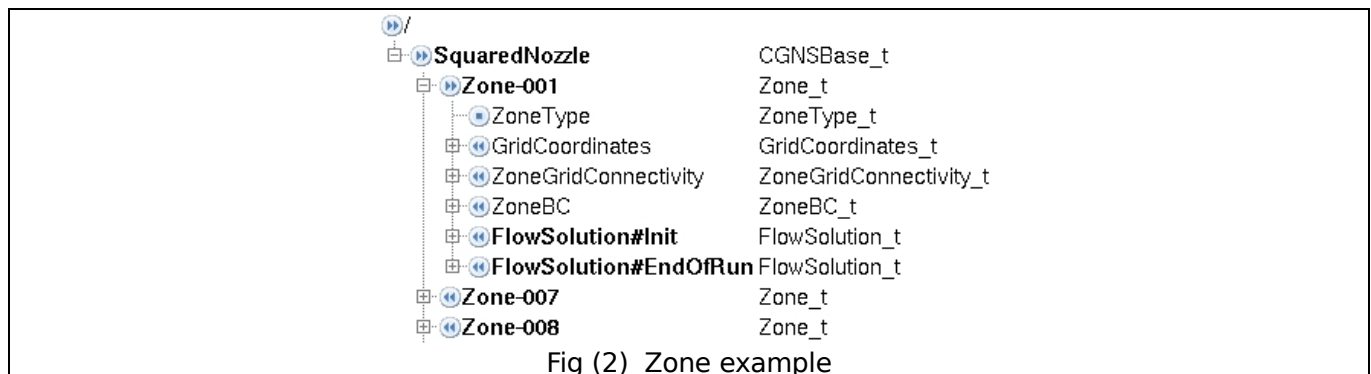 /
SquaredNozzle CGNSBase_t
Zone-001 Zone_t
ZoneType ZoneType_t
GridCoordinates GridCoordinates_t
ZoneGridConnectivity ZoneGridConnectivity_t
ZoneBC ZoneBC_t
FlowSolution#Init FlowSolution_t
FlowSolution#EndOfRun FlowSolution_t
Zone-007 Zone_t
Zone-008 Zone_t
Fig (2) Zone example